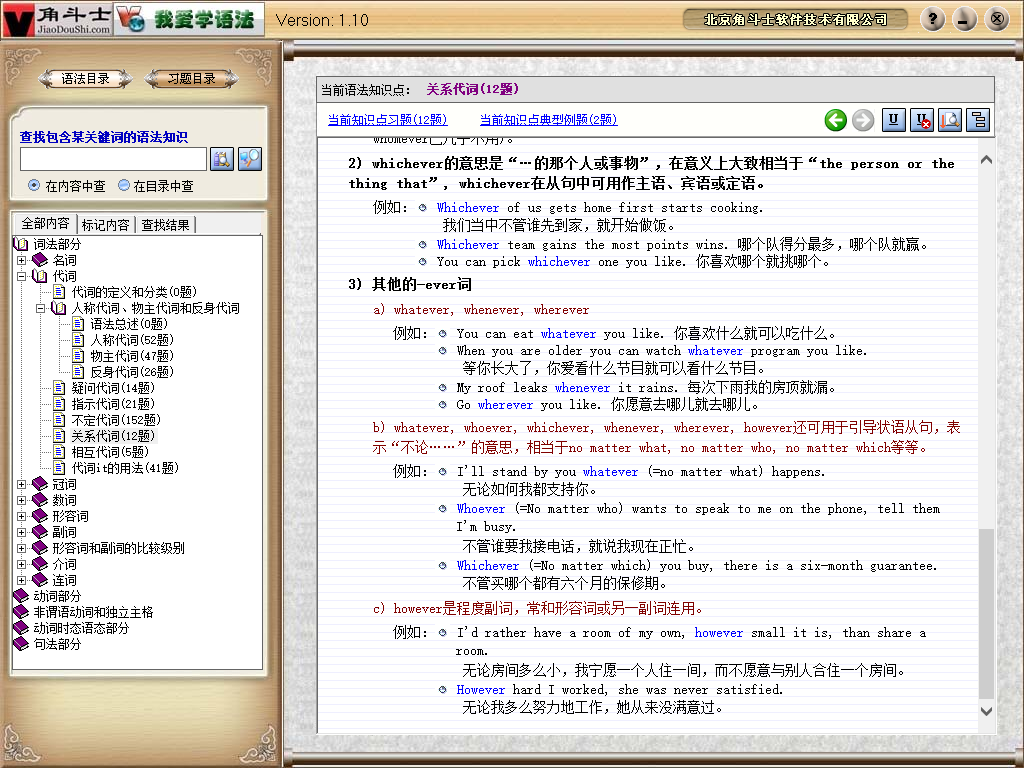 角斗士
JiaoDouShi.com
我爱学语法
Version: 1.10
北京角斗士软件技术有限公司
?
语法目录
习题目录
查找包含某关键词的语法知识
在内容中查
在目录中查
全部内容
标记内容
查找结果
词法部分
名词
代词
代词的定义和分类(0题)
人称代词、物主代词和反身代词
语法总述(0题)
人称代词(52题)
物主代词(47题)
反身代词(26题)
疑问代词(14题)
指示代词(21题)
不定代词(152题)
关系代词(12题)
相互代词(5题)
代词it的用法(41题)
冠词
数词
形容词
副词
形容词和副词的比较级别
介词
连词
动词部分
非谓语动词和独立主格
动词时态语态部分
句法部分
当前语法知识点： 关系代词(12题)
当前知识点习题(12题)
当前知识点典型例题(2题)
whomever已几乎不用)。
2) whichever的意思是“…的那个人或事物”，在意义上大致相当于“the person or the
thing that”, whichever在从句中可用作主语、宾语或定语。
例如： Whichever of us gets home first starts cooking.
我们当中不管谁先到家，就开始做饭。
Whichever team gains the most points wins. 哪个队得分最多，哪个队就赢。
You can pick whichever one you like. 你喜欢哪个就挑哪个。
3) 其他的-ever词
a) whatever, whenever, wherever
例如： You can eat whatever you like. 你喜欢什么就可以吃什么。
When you are older you can watch whatever program you like.
等你长大了，你爱看什么节目就可以看什么节目。
My roof leaks whenever it rains. 每次下雨我的房顶就漏。
Go wherever you like. 你愿意去哪儿就去哪儿。
b) whatever, whoever, whichever, whenever, wherever, however还可用于引导状语从句，表
示“不论……”的意思，相当于no matter what, no matter who, no matter which等等。
例如： I'll stand by you whatever (=no matter what) happens.
无论如何我都支持你。
Whoever (=No matter who) wants to speak to me on the phone, tell them
I'm busy.
不管谁要我接电话，就说我现在正忙。
Whichever (=No matter which) you buy, there is a six-month guarantee.
不管买哪个都有六个月的保修期。
c) however是程度副词，常和形容词或另一副词连用。
例如： I'd rather have a room of my own, however small it is, than share a
room.
无论房间多么小，我宁愿一个人住一间，而不愿意与别人合住一个房间。
However hard I worked, she was never satisfied.
无论我多么努力地工作，她从来没满意过。